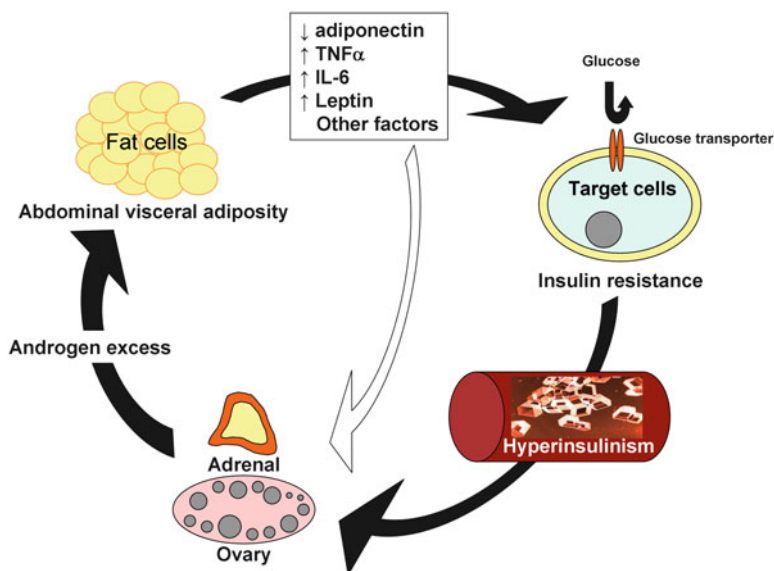 ↓ adiponectin
↑ TNFα
↑ IL-6
↑ Leptin
Other factors
Glucose
Glucose transporter
Fat cells
Target cells
Abdominal visceral adiposity
Insulin resistance
Androgen excess
Hyperinsulinism
Adrenal
Ovary